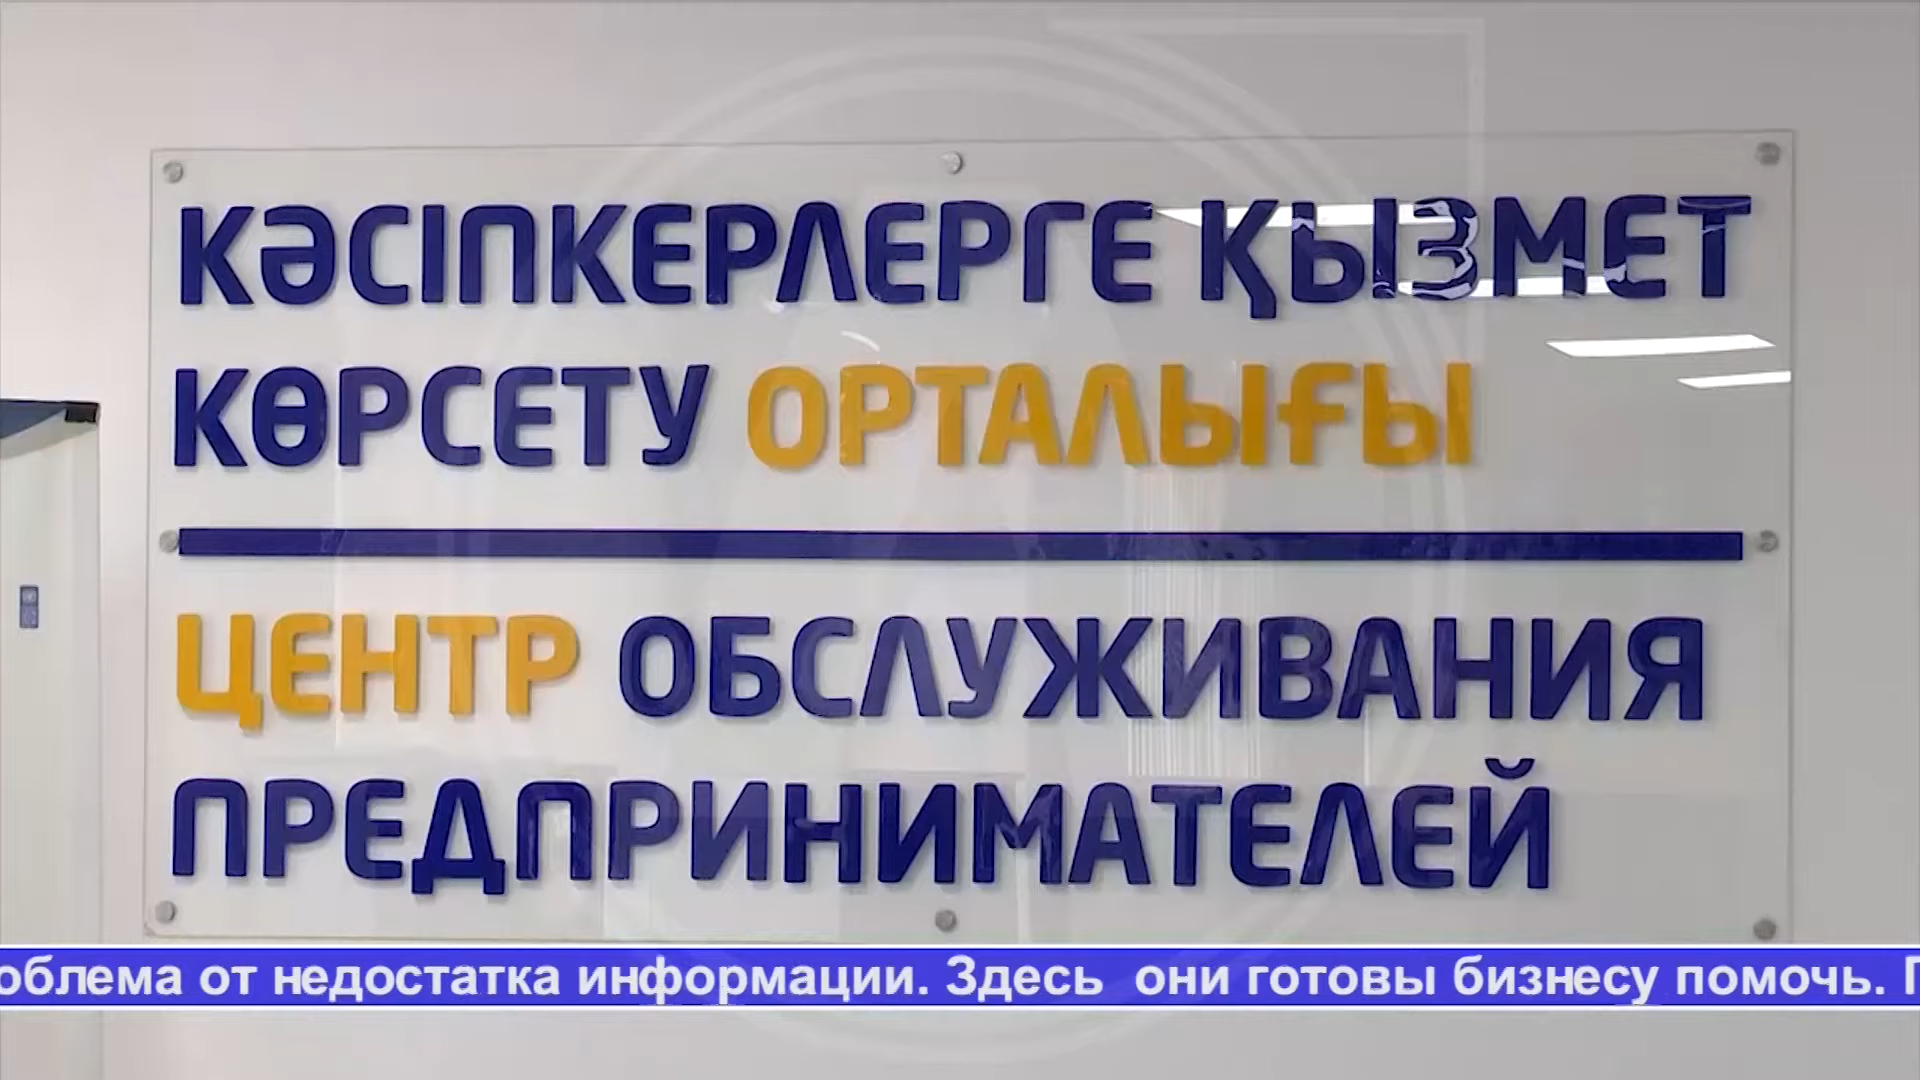 КӘСІПКЕРЛЕРГЕ ҚЫЗМЕТ
КӨРСЕТУ ОРТАЛЫҒЫ
ЦЕНТР ОБСЛУЖИВАНИЯ
ПРЕДПРИНИМАТЕЛЕЙ
облема от недостатка информации. Здесь они готовы бизнесу помочь.